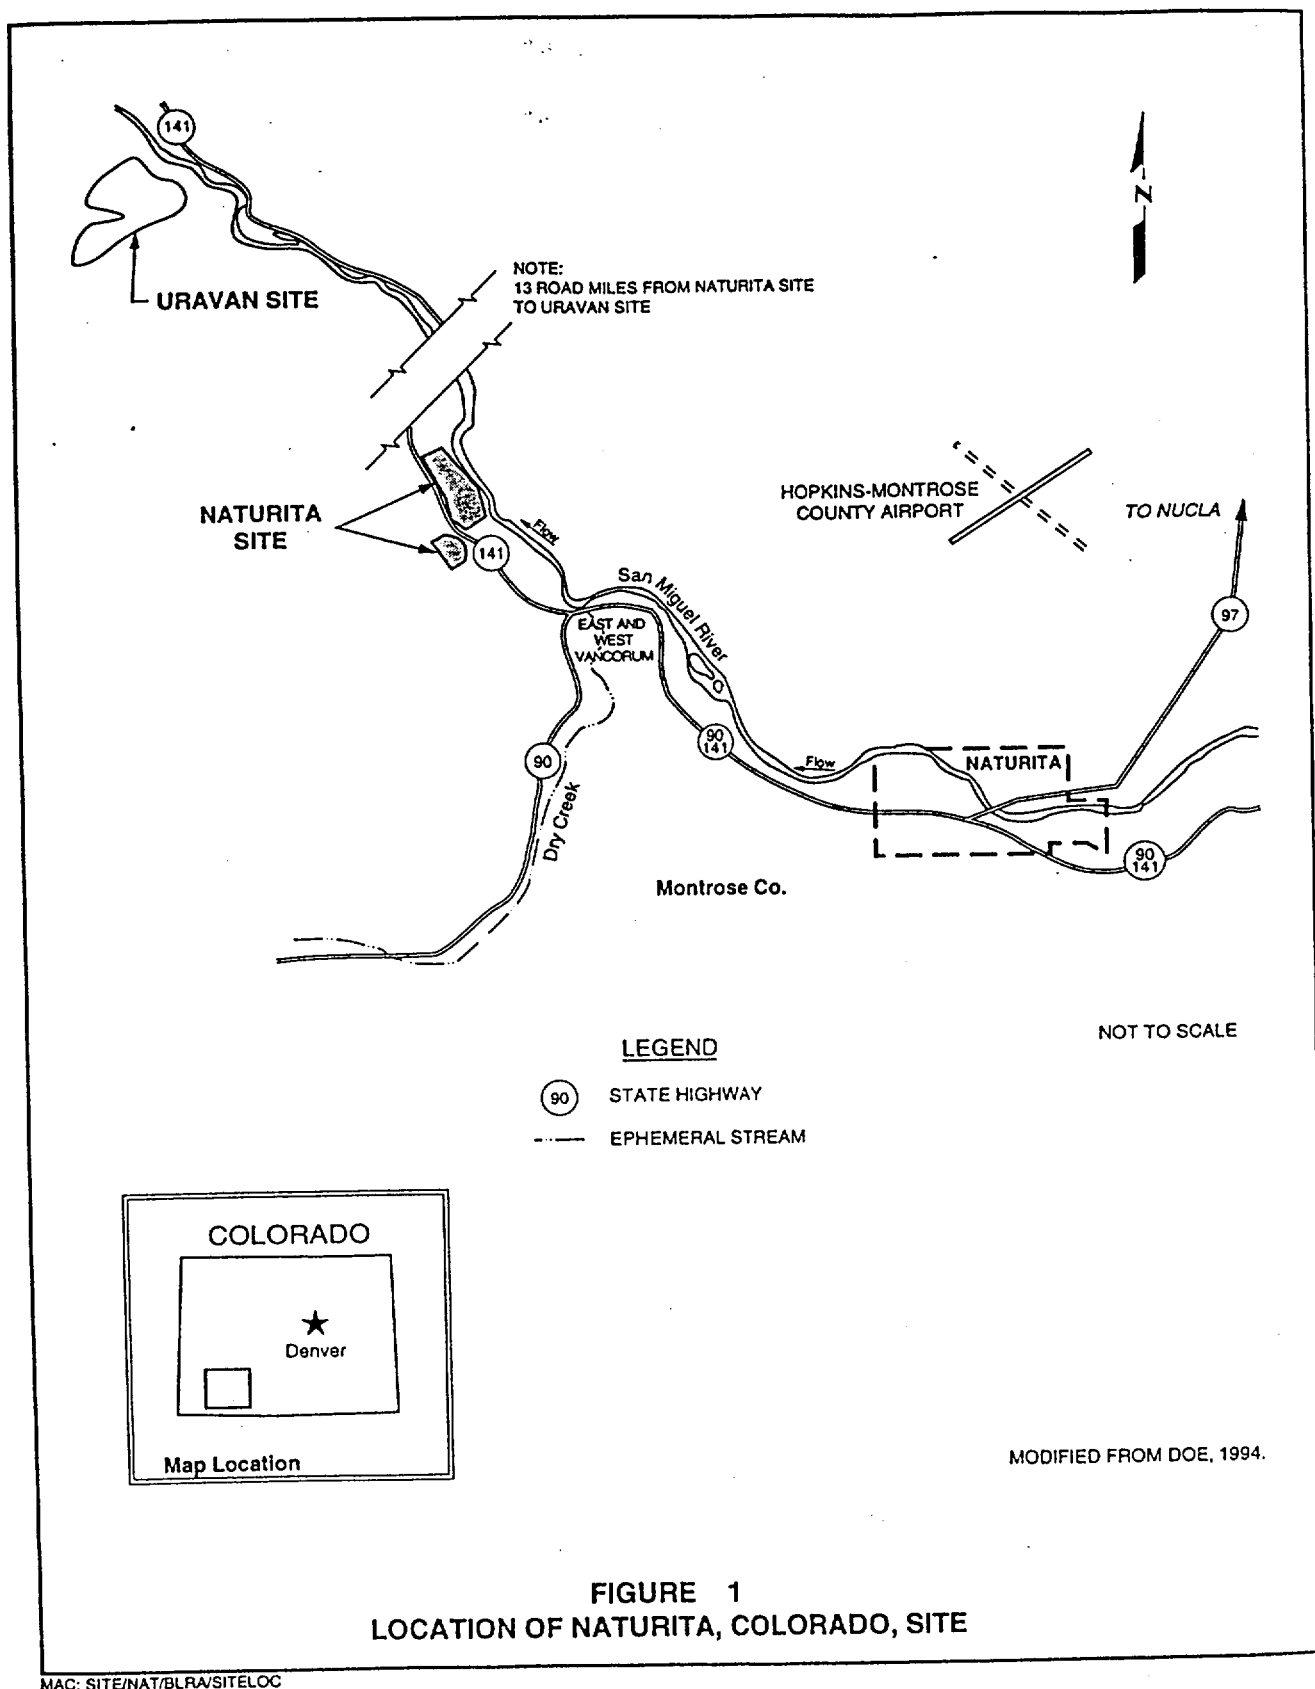 141
NOTE:
13 ROAD MILES FROM NATURITA SITE
TO URAVAN SITE
URAVAN SITE
N
NATURITA
SITE
HOPKINS-MONTROSE
COUNTY AIRPORT
TO NUCLA
Flow
141
San Miguel River
97
EAST AND
WEST
VANCORUM
90
141
90
Flow
NATURITA
Dry Creek
90
141
Montrose Co.
NOT TO SCALE
LEGEND
90 STATE HIGHWAY
EPHEMERAL STREAM
COLORADO
Denver
Map Location
MODIFIED FROM DOE, 1994.
FIGURE 1
LOCATION OF NATURITA, COLORADO, SITE
MAC: SITE/NAT/BLRA/SITELOC